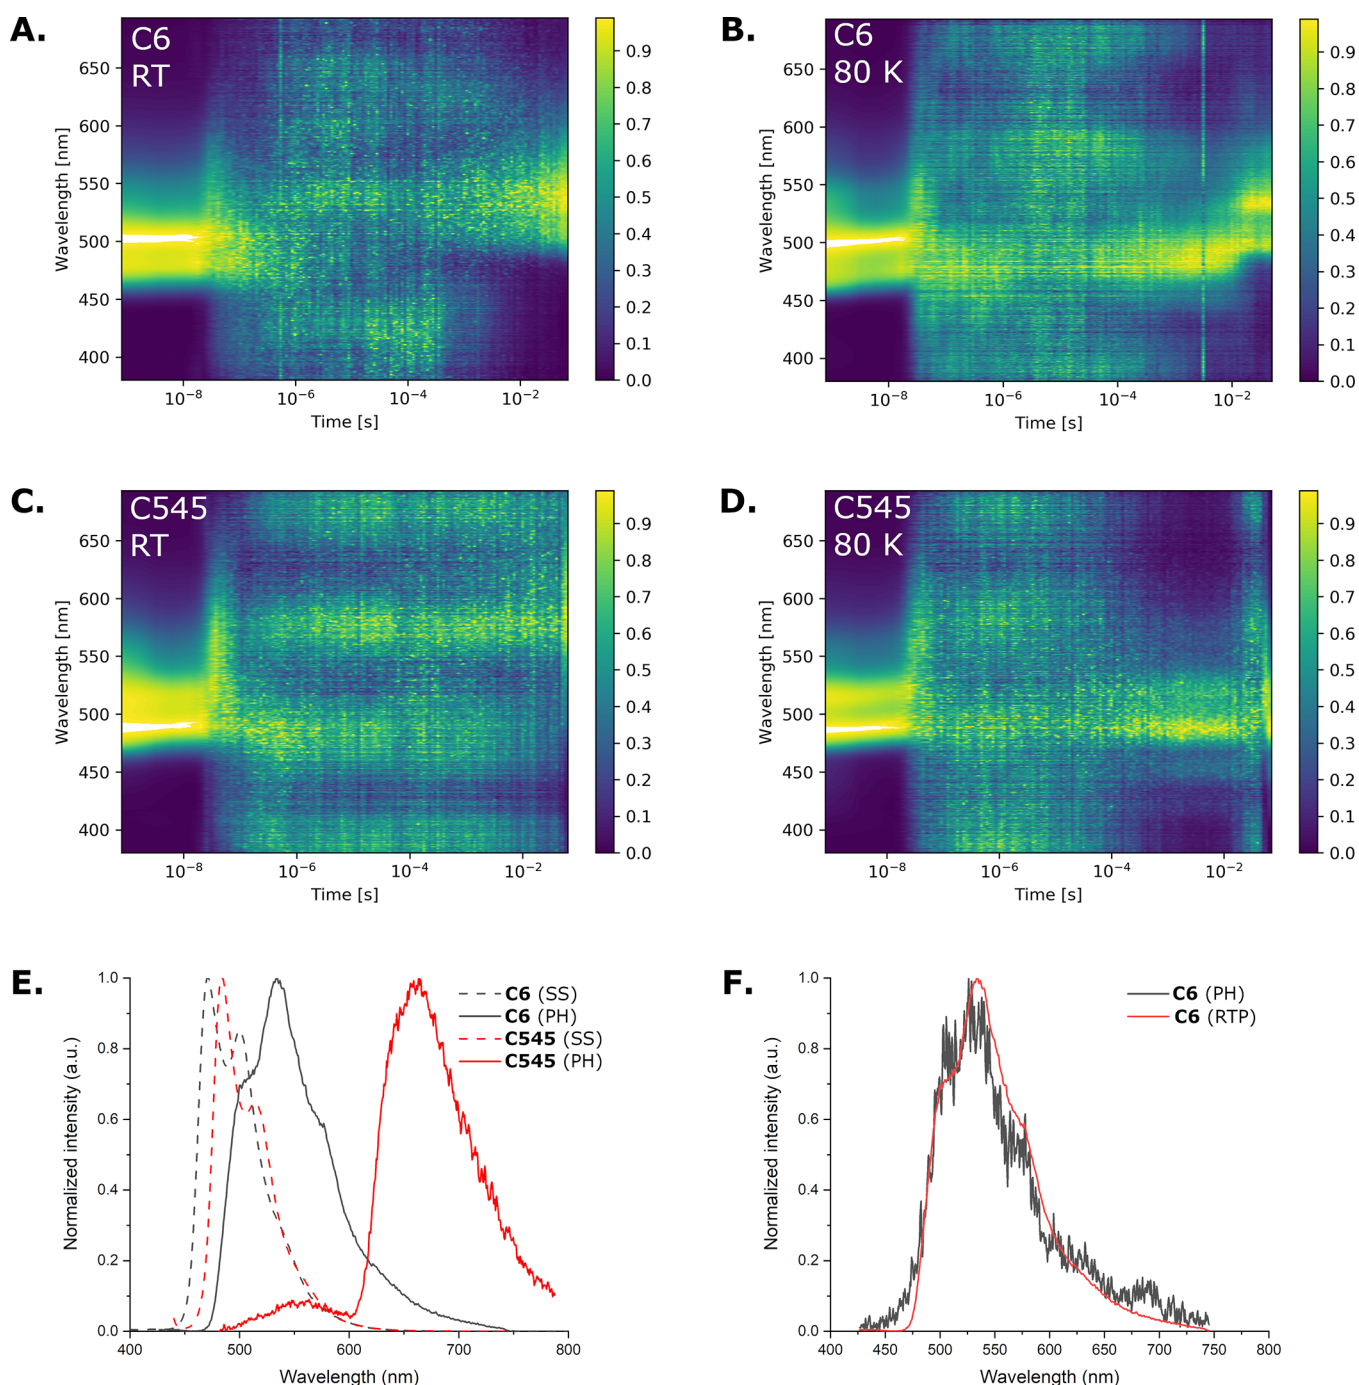 A.
C6
RT
Wavelength [nm]
650
600
550
500
450
400
10⁻⁸
10⁻⁶
10⁻⁴
10⁻²
Time [s]
0.9
0.8
0.7
0.6
0.5
0.4
0.3
0.2
0.1
0.0
B.
C6
80 K
Wavelength [nm]
650
600
550
500
450
400
10⁻⁸
10⁻⁶
10⁻⁴
10⁻²
Time [s]
0.9
0.8
0.7
0.6
0.5
0.4
0.3
0.2
0.1
0.0
C.
C545
RT
Wavelength [nm]
650
600
550
500
450
400
10⁻⁸
10⁻⁶
10⁻⁴
10⁻²
Time [s]
0.9
0.8
0.7
0.6
0.5
0.4
0.3
0.2
0.1
0.0
D.
C545
80 K
Wavelength [nm]
650
600
550
500
450
400
10⁻⁸
10⁻⁶
10⁻⁴
10⁻²
Time [s]
0.9
0.8
0.7
0.6
0.5
0.4
0.3
0.2
0.1
0.0
E.
Normalized intensity (a.u.)
1.0
0.8
0.6
0.4
0.2
0.0
C6 (SS)
C6 (PH)
C545 (SS)
C545 (PH)
400 500 600 700 800
Wavelength (nm)
F.
Normalized intensity (a.u.)
1.0
0.8
0.6
0.4
0.2
0.0
C6 (PH)
C6 (RTP)
400 450 500 550 600 650 700 750 800
Wavelength (nm)